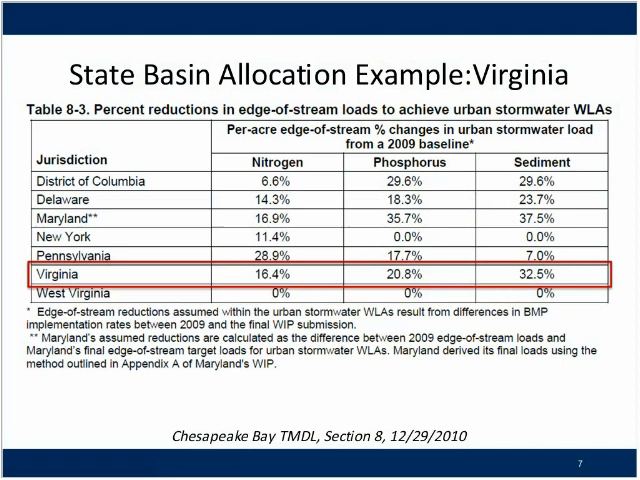 State Basin Allocation Example:Virginia
Table 8-3. Percent reductions in edge-of-stream loads to achieve urban stormwater WLAs
Jurisdiction
Per-acre edge-of-stream % changes in urban stormwater load
from a 2009 baseline*
Nitrogen Phosphorus Sediment
District of Columbia 6.6% 29.6% 29.6%
Delaware 14.3% 18.3% 23.7%
Maryland** 16.9% 35.7% 37.5%
New York 11.4% 0.0% 0.0%
Pennsylvania 28.9% 17.7% 7.0%
Virginia 16.4% 20.8% 32.5%
West Virginia 0% 0% 0%
* Edge-of-stream reductions assumed within the urban stormwater WLAs result from differences in BMP
implementation rates between 2009 and the final WIP submission.
** Maryland's assumed reductions are calculated as the difference between 2009 edge-of-stream loads and
Maryland's final edge-of-stream target loads for urban stormwater WLAs. Maryland derived its final loads using the
method outlined in Appendix A of Maryland's WIP.
Chesapeake Bay TMDL, Section 8, 12/29/2010
7